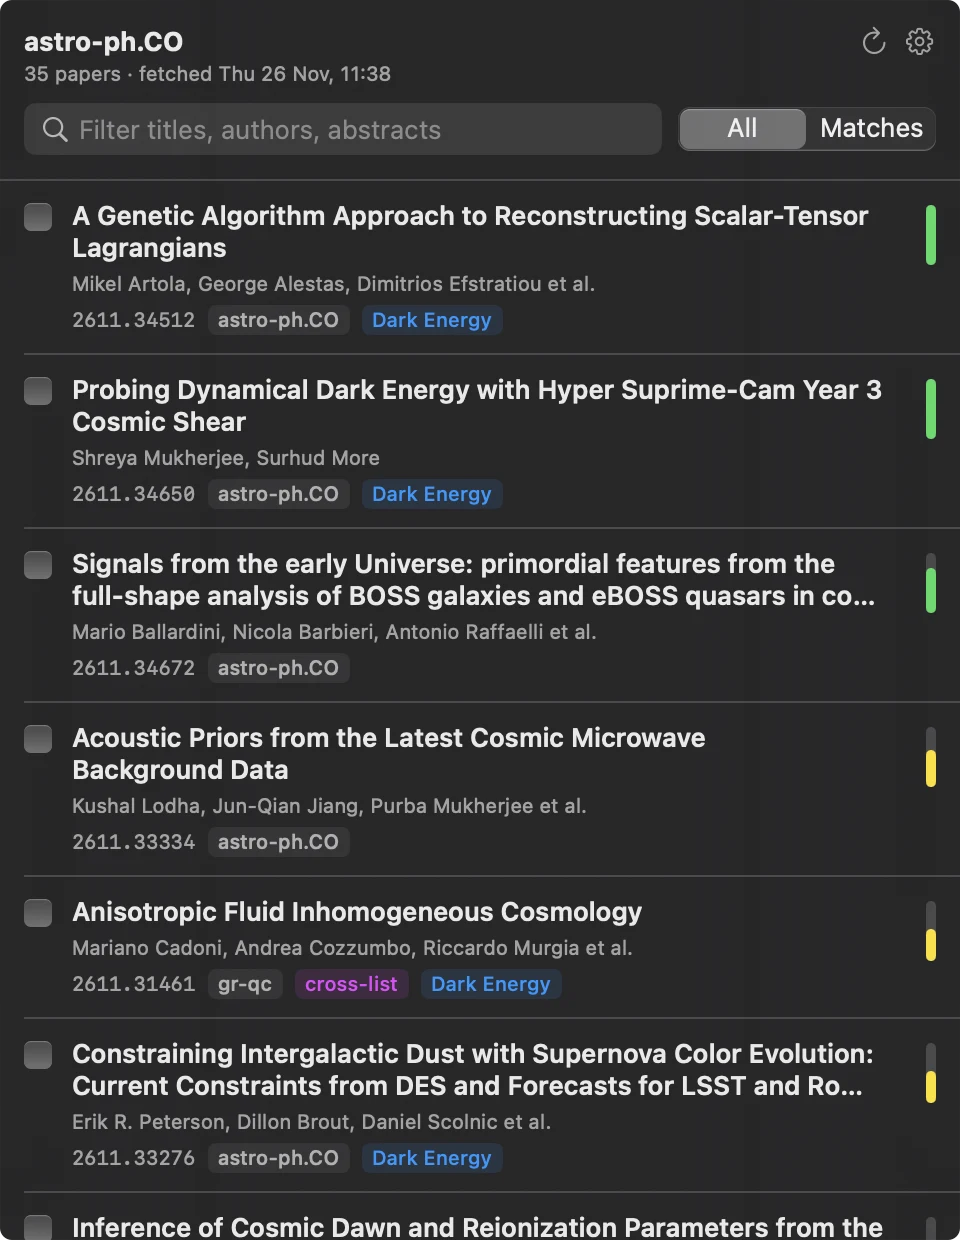 astro-ph.CO
35 papers · fetched Thu 26 Nov, 11:38
Filter titles, authors, abstracts
All Matches
A Genetic Algorithm Approach to Reconstructing Scalar-Tensor
Lagrangians
Mikel Artola, George Alestas, Dimitrios Efstratiou et al.
2611.34512 astro-ph.CO Dark Energy
Probing Dynamical Dark Energy with Hyper Suprime-Cam Year 3
Cosmic Shear
Shreya Mukherjee, Surhud More
2611.34650 astro-ph.CO Dark Energy
Signals from the early Universe: primordial features from the
full-shape analysis of BOSS galaxies and eBOSS quasars in co...
Mario Ballardini, Nicola Barbieri, Antonio Raffaelli et al.
2611.34672 astro-ph.CO
Acoustic Priors from the Latest Cosmic Microwave
Background Data
Kushal Lodha, Jun-Qian Jiang, Purba Mukherjee et al.
2611.33334 astro-ph.CO
Anisotropic Fluid Inhomogeneous Cosmology
Mariano Cadoni, Andrea Cozzumbo, Riccardo Murgia et al.
2611.31461 gr-qc cross-list Dark Energy
Constraining Intergalactic Dust with Supernova Color Evolution:
Current Constraints from DES and Forecasts for LSST and Ro...
Erik R. Peterson, Dillon Brout, Daniel Scolnic et al.
2611.33276 astro-ph.CO Dark Energy
Inference of Cosmic Dawn and Reionization Parameters from the